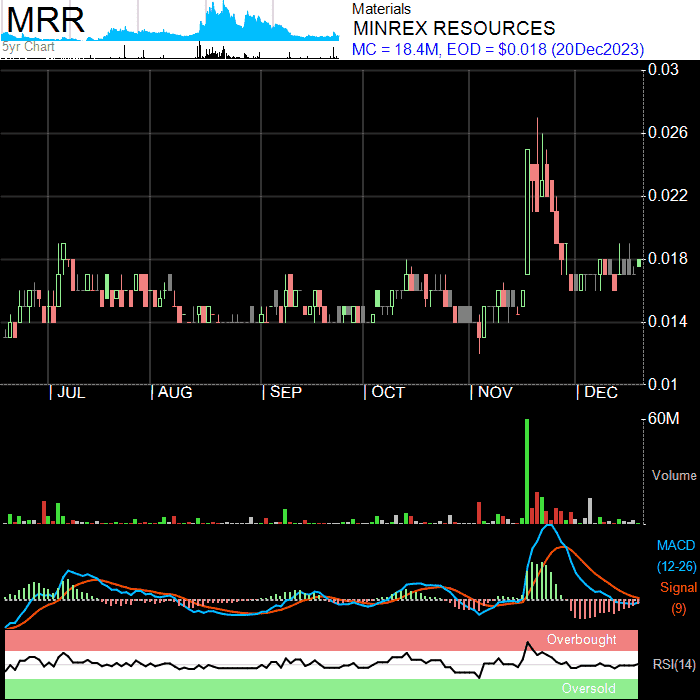 MRR
5yr Chart
Materials
MINREX RESOURCES
MC = 18.4M, EOD = $0.018 (20Dec2023)
0.03
0.026
0.022
0.018
0.014
0.01
| JUL | AUG | SEP | OCT | NOV | DEC
60M
Volume
MACD
(12-26)
Signal
(9)
Overbought
RSI(14)
Oversold